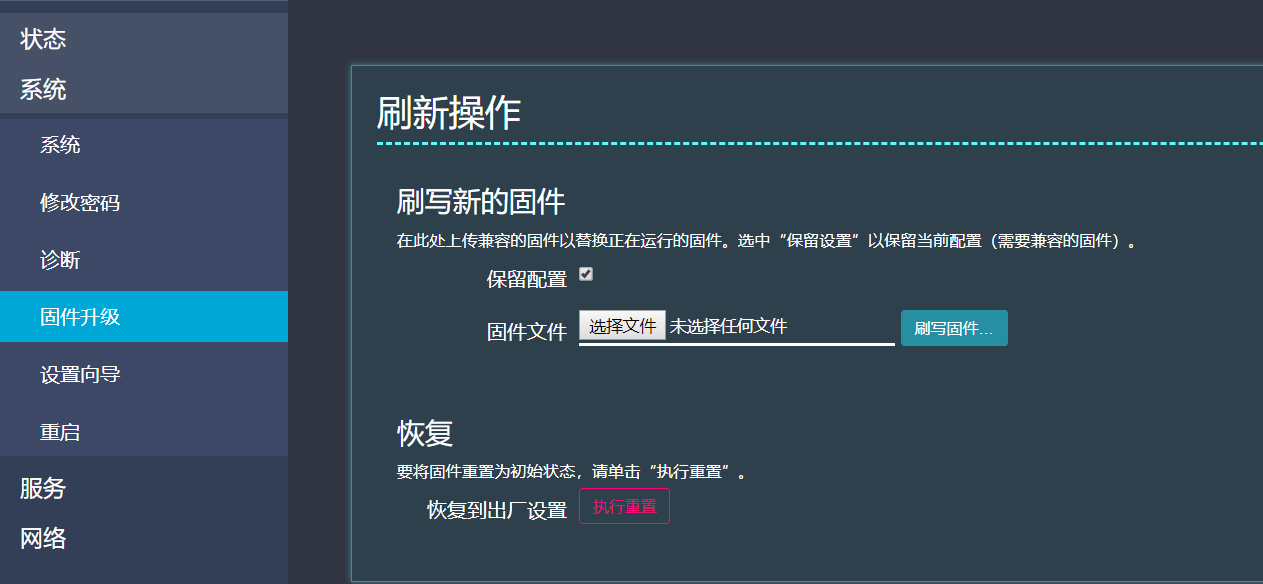 状态
系统
系统
修改密码
诊断
固件升级
设置向导
重启
服务
网络
刷新操作
刷写新的固件
在此处上传兼容的固件以替换正在运行的固件。选中“保留设置”以保留当前配置（需要兼容的固件）。
保留配置
固件文件 选择文件 未选择任何文件 刷写固件...
恢复
要将固件重置为初始状态，请单击“执行重置”。
恢复到出厂设置 执行重置